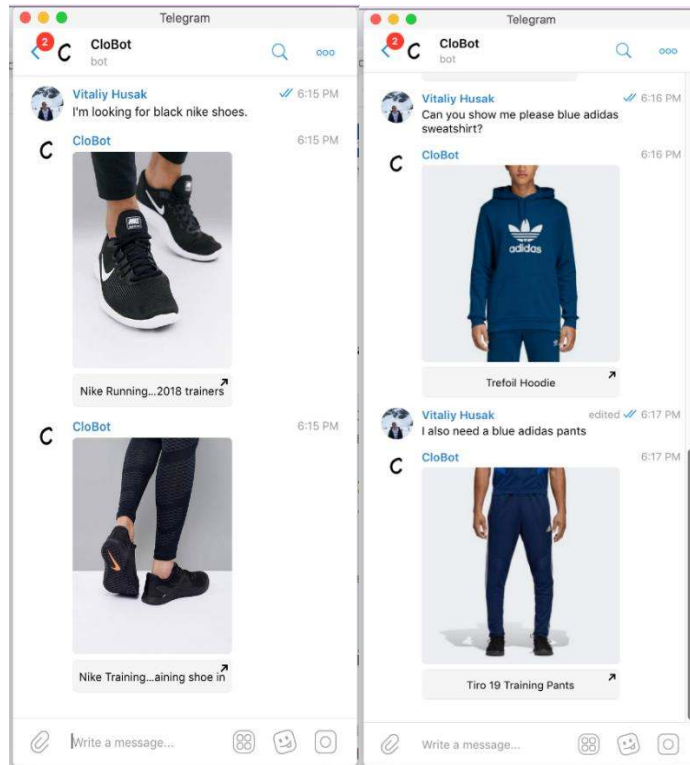 Telegram
2
C
CloBot
bot
Vitaliy Husak 6:15 PM
I'm looking for black nike shoes.
C
CloBot 6:15 PM
Nike Running...2018 trainers
C
CloBot 6:15 PM
Nike Training...aining shoe in
Write a message...
Telegram
2
C
CloBot
bot
Vitaliy Husak 6:16 PM
Can you show me please blue adidas
sweatshirt?
C
CloBot 6:16 PM
adidas
Trefoil Hoodie
Vitaliy Husak edited 6:17 PM
I also need a blue adidas pants
C
CloBot 6:17 PM
Tiro 19 Training Pants
Write a message...